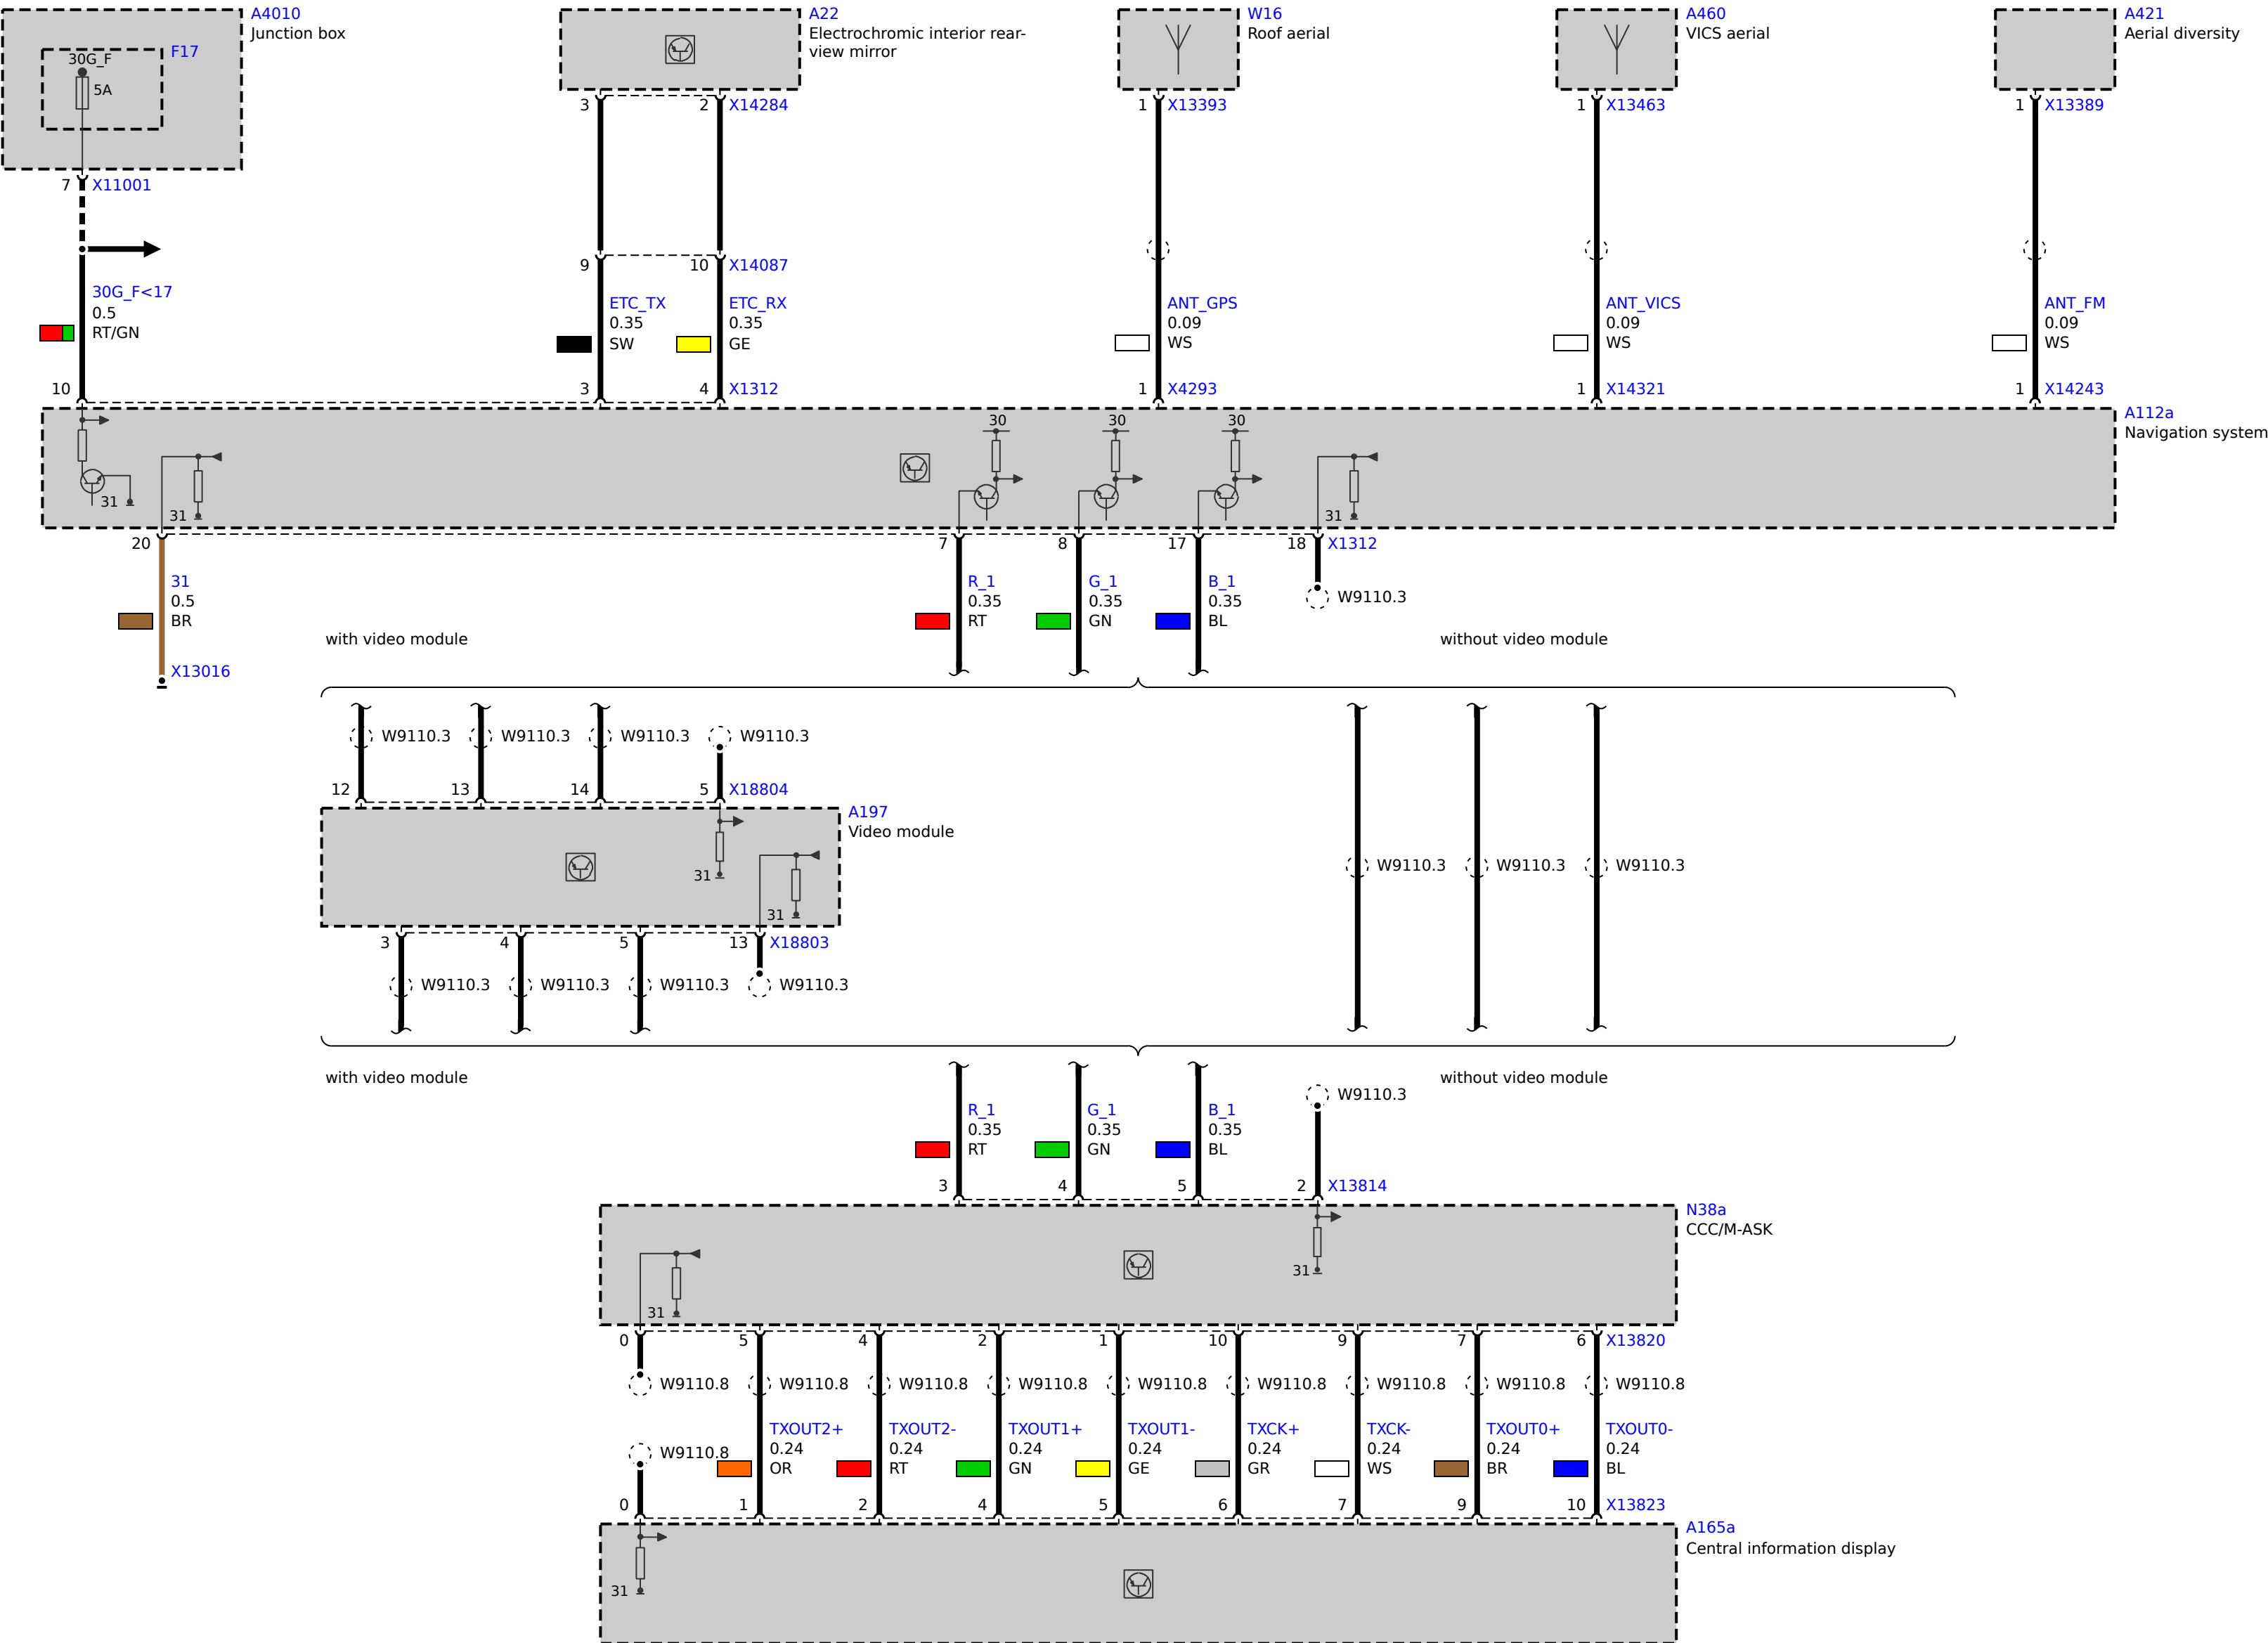 A4010
Junction box
30G_F
F17
5A
A22
Electrochromic interior rear-
view mirror
W16
Roof aerial
A460
VICS aerial
A421
Aerial diversity
3
2
X14284
1
X13393
1
X13463
1
X13389
7
X11001
9
10
X14087
30G_F<17
0.5
RT/GN
ETC_TX
0.35
SW
ETC_RX
0.35
GE
ANT_GPS
0.09
WS
ANT_VICS
0.09
WS
ANT_FM
0.09
WS
10
3
4
X1312
1
X4293
1
X14321
1
X14243
A112a
Navigation system
30
30
30
31
31
31
20
7
8
17
18
X1312
31
0.5
BR
X13016
R_1
0.35
RT
G_1
0.35
GN
B_1
0.35
BL
W9110.3
with video module
without video module
W9110.3
W9110.3
W9110.3
W9110.3
12
13
14
5
X18804
A197
Video module
31
31
W9110.3
W9110.3
W9110.3
3
4
5
13
X18803
W9110.3
W9110.3
W9110.3
W9110.3
with video module
without video module
W9110.3
R_1
0.35
RT
G_1
0.35
GN
B_1
0.35
BL
3
4
5
2
X13814
N38a
CCC/M-ASK
31
31
0
5
4
2
1
10
9
7
6
X13820
W9110.8
W9110.8
W9110.8
W9110.8
W9110.8
W9110.8
W9110.8
W9110.8
W9110.8
W9110.8
TXOUT2+
0.24
OR
TXOUT2-
0.24
RT
TXOUT1+
0.24
GN
TXOUT1-
0.24
GE
TXCK+
0.24
GR
TXCK-
0.24
WS
TXOUT0+
0.24
BR
TXOUT0-
0.24
BL
0
1
2
4
5
6
7
9
10
X13823
A165a
Central information display
31